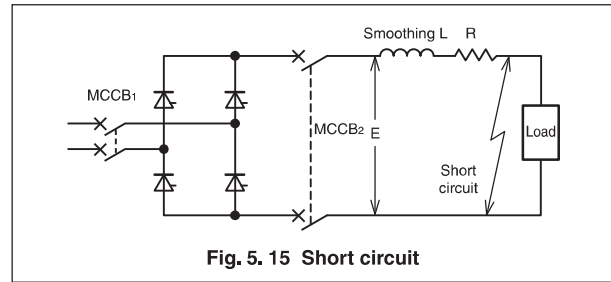 Smoothing L R
MCCB1
MCCB2
E
Load
Short
circuit
Fig. 5. 15 Short circuit